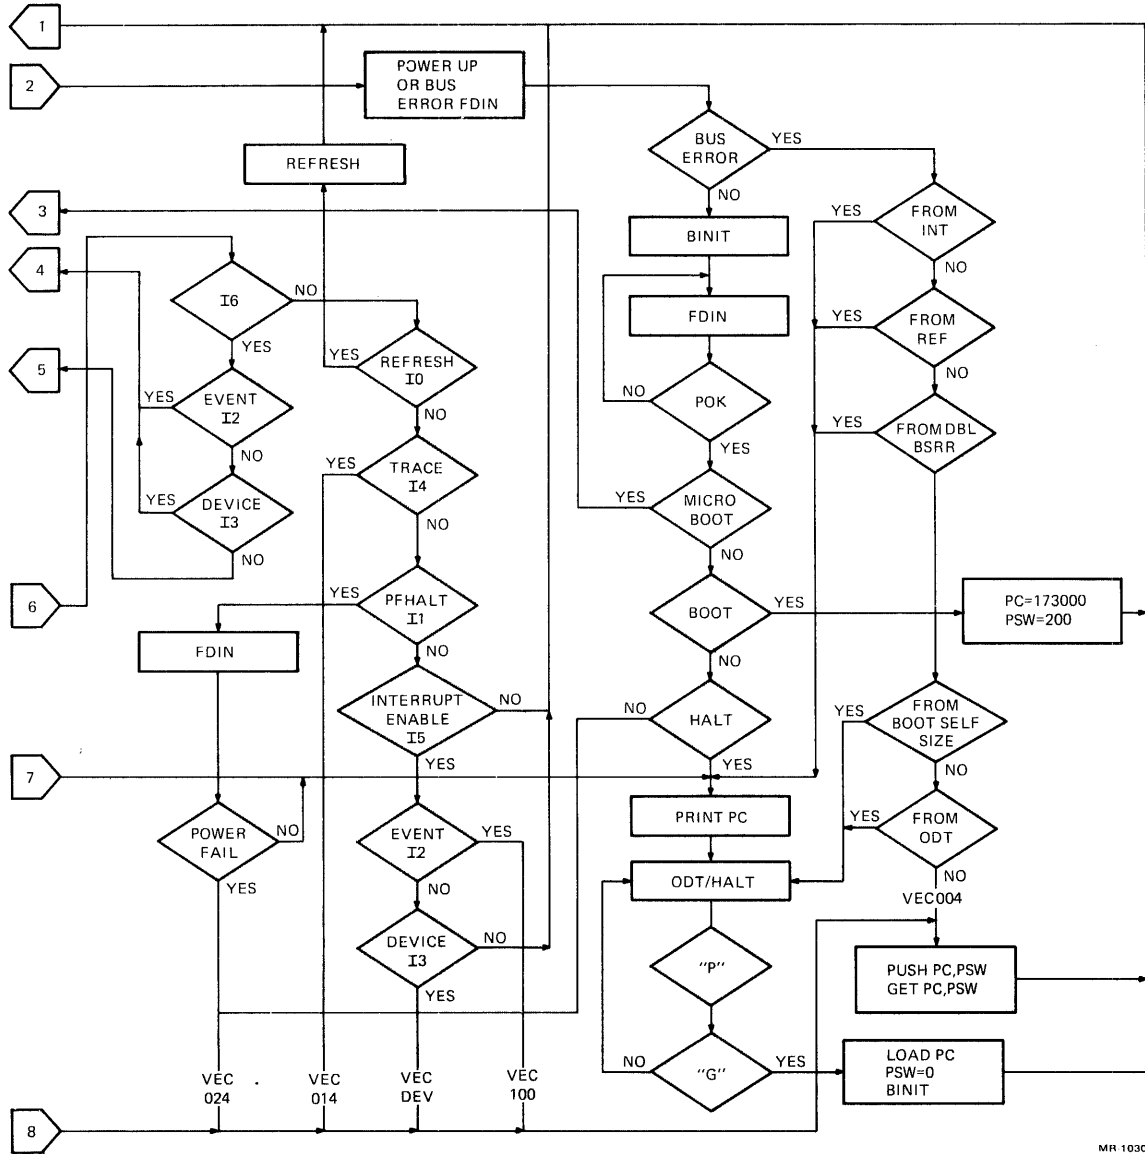 1
2
POWER UP
OR BUS
ERROR FDIN
BUS
ERROR
YES
NO
REFRESH
3
BINIT
YES
FROM
INT
NO
4
I6
NO
YES
FDIN
YES
FROM
REF
NO
5
YES
REFRESH
I0
NO
YES
EVENT
I2
NO
NO
POK
YES
YES
FROM DBL
BSRR
YES
TRACE
I4
NO
YES
DEVICE
I3
NO
YES
MICRO
BOOT
NO
6
YES
PFHALT
I1
NO
BOOT
YES
NO
PC=173000
PSW=200
FDIN
INTERRUPT
ENABLE
I5
NO
YES
NO
HALT
YES
YES
FROM
BOOT SELF
SIZE
NO
7
PRINT PC
POWER
FAIL
NO
YES
EVENT
I2
YES
NO
YES
FROM
ODT
NO
ODT/HALT
VEC004
DEVICE
I3
NO
YES
"P"
PUSH PC,PSW
GET PC,PSW
NO
"G"
YES
LOAD PC
PSW=0
BINIT
VEC
024
VEC
014
VEC
DEV
VEC
100
8
MR-1030